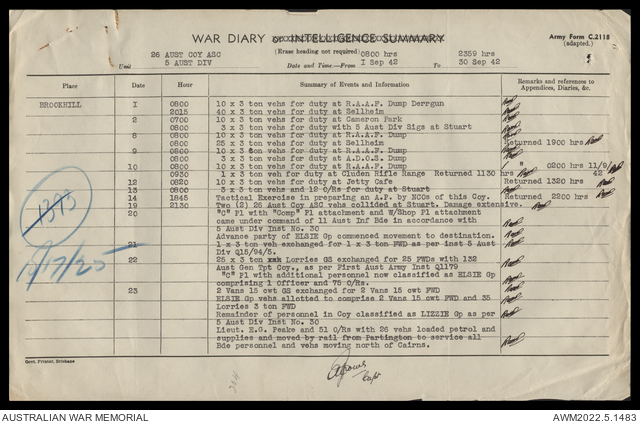 WAR DIARY or INTELLIGENCE SUMMARY
Army Form C.2118
(adapted.)
26 AUST COY ASC
(Erase heading not required) 0800 hrs 2359 hrs
Unit 5 AUST DIV Date and Time—From 1 Sep 42 To 30 Sep 42
Place Date Hour Summary of Events and Information Remarks and references to Appendices, Diaries, &c.
BROOKHILL 1 0800 10 x 3 ton vehs for duty at R.A.A.F. Dump Derrgun
2015 40 x 3 ton vehs for duty at Sellheim
2 0700 10 x 3 ton vehs for duty at Cameron Park
0800 3 x 3 ton vehs for duty with 5 Aust Div Sigs at Stuart
8 0800 10 x 3 ton vehs for duty at R.A.A.F. Dump
0800 25 x 3 ton vehs for duty at Sellheim Returned 1900 hrs
9 0800 10 x 3 ton vehs for duty at R.A.A.F. Dump
0800 3 x 3 ton vehs for duty at A.D.O.S. Dump
10 0800 10 x 3 ton vehs for duty at R.A.A.F. Dump " 0200 hrs 11/9/42
0930 1 x 3 ton veh for duty at Cluden Rifle Range Returned 1130 hrs
12 0820 10 x 3 ton vehs for duty at Jetty Cafe Returned 1320 hrs
13 0800 3 x 3 ton vehs and 12 O/Rs for duty at Stuart
14 1845 Tactical Exercise in preparing an A.P. by NCOs of this Coy. Returned 2200 hrs
19 2130 Two (2) 26 Aust Coy ASC vehs collided at Stuart. Damage extensive.
20 "C" Pl with "Comp" Pl attachment and W/Shop Pl attachment
came under command of 11 Aust Inf Bde in accordance with
5 Aust Div Inst No. 30
Advance party of ELSIE Gp commenced movement to destination.
21 1 x 3 ton veh exchanged for 1 x 3 ton FWD as per inst 5 Aust
Div Q15/94/5.
22 25 x 3 ton Lorries GS exchanged for 25 FWDs with 132
Aust Gen Tpt Coy., as per First Aust Army Inst Q1179
"C" Pl with additional personnel now classified as ELSIE Gp
comprising 1 Officer and 75 O/Rs.
23 2 Vans 15 cwt GS exchanged for 2 Vans 15 cwt FWD
ELSIE Gp vehs allotted to comprise 2 Vans 15 cwt FWD and 35
Lorries 3 ton FWD
Remainder of personnel in Coy classified as LIZZIE Gp as per
5 Aust Div Inst No. 30
Lieut. E.G. Peske and 51 O/Rs with 26 vehs loaded petrol and
supplies and moved by rail from Partington to service all
Bde personnel and vehs moving north of Cairns.
Govt. Printer, Brisbane
Capt
AUSTRALIAN WAR MEMORIAL
AWM2022.5.1483